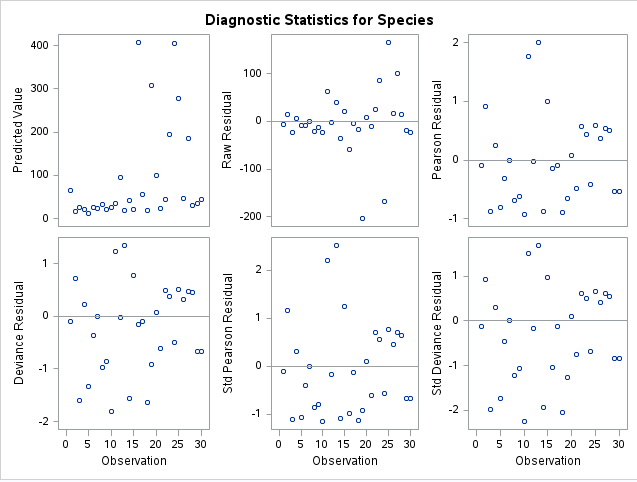 Diagnostic Statistics for Species
Predicted Value
400
300
200
100
0
Raw Residual
100
0
-100
-200
Pearson Residual
2
1
0
-1
Deviance Residual
1
0
-1
-2
0 5 10 15 20 25 30
Observation
Std Pearson Residual
2
1
0
-1
0 5 10 15 20 25 30
Observation
Std Deviance Residual
1
0
-1
-2
0 5 10 15 20 25 30
Observation